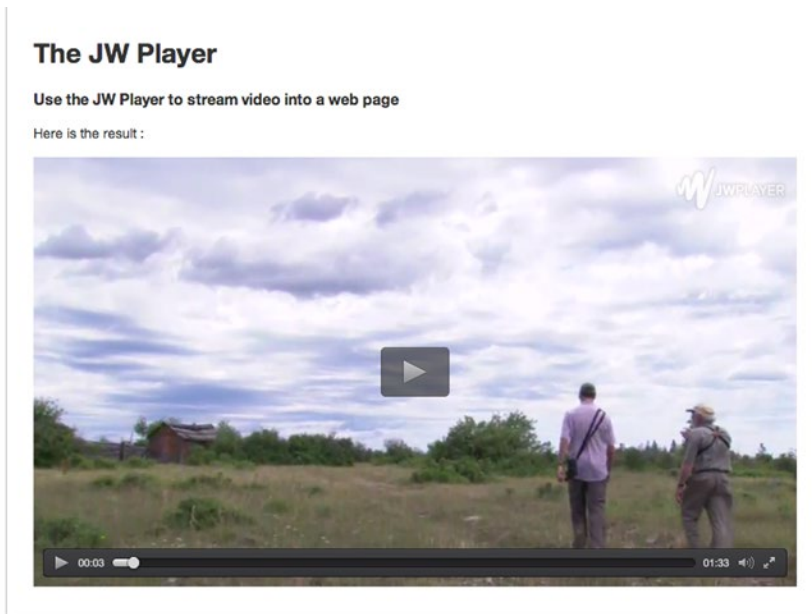 The JW Player
Use the JW Player to stream video into a web page
Here is the result :
JWPLAYER
00:03
01:33